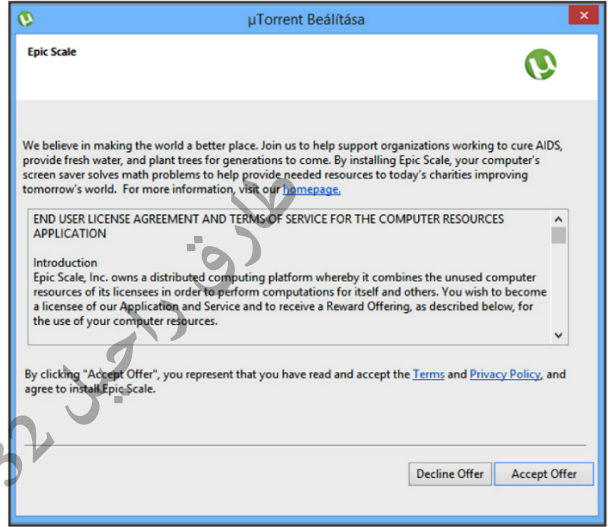 µTorrent Beálítása
Epic Scale
We believe in making the world a better place. Join us to help support organizations working to cure AIDS,
provide fresh water, and plant trees for generations to come. By installing Epic Scale, your computer's
screen saver solves math problems to help provide needed resources to today's charities improving
tomorrow's world. For more information, visit our homepage.
END USER LICENSE AGREEMENT AND TERMS OF SERVICE FOR THE COMPUTER RESOURCES
APPLICATION
Introduction
Epic Scale, Inc. owns a distributed computing platform whereby it combines the unused computer
resources of its licensees in order to perform computations for itself and others. You wish to become
a licensee of our Application and Service and to receive a Reward Offering, as described below, for
the use of your computer resources.
By clicking "Accept Offer", you represent that you have read and accept the Terms and Privacy Policy, and
agree to install Epic Scale.
Decline Offer Accept Offer
طارق راحيل
32